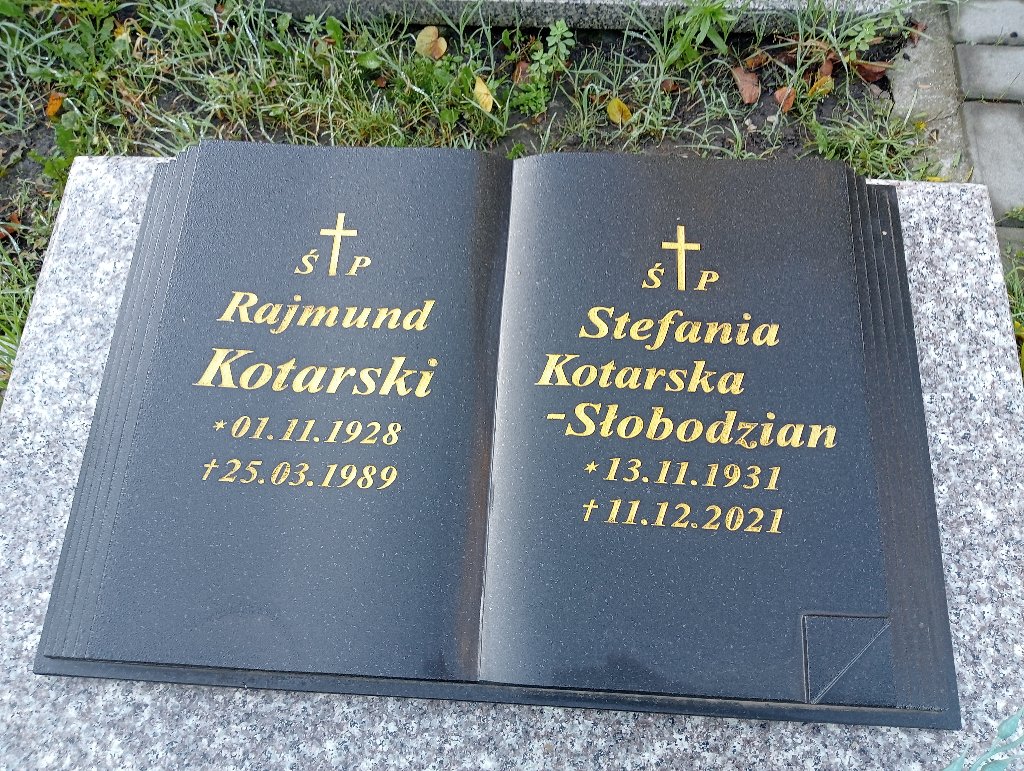 Ś P
Rajmund
Kotarski
*01.11.1928
†25.03.1989
Ś P
Stefania
Kotarska
-Słobodzian
*13.11.1931
†11.12.2021